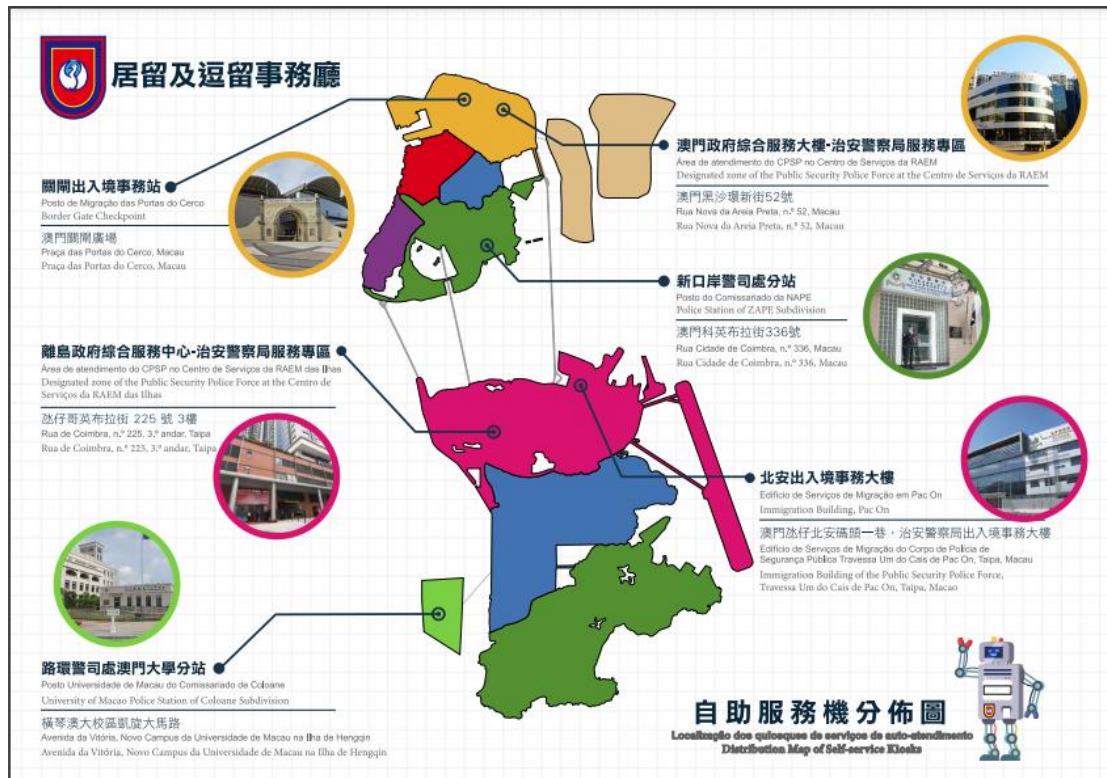 居留及逗留事務廳
關閘出入境事務站
Posto de Migração das Portas do Cerco
Border Gate Checkpoint
澳門關閘廣場
Praça das Portas do Cerco, Macau
Praça das Portas do Cerco, Macau
澳門政府綜合服務大樓-治安警察局服務專區
Área de atendimento do CPSP no Centro de Serviços da RAEM
Designated zone of the Public Security Police Force at the Centro de Serviços da RAEM
澳門黑沙環新街52號
Rua Nova da Areia Preta, n.º 52, Macau
Rua Nova da Areia Preta, n.º 52, Macau
新口岸警司處分站
Posto do Comissariado da NAPE
Police Station of ZAPE Subdivision
澳門科英布拉街336號
Rua Cidade de Coimbra, n.º 336, Macau
Rua Cidade de Coimbra, n.º 336, Macau
離島政府綜合服務中心-治安警察局服務專區
Área de atendimento do CPSP no Centro de Serviços da RAEM das Ilhas
Designated zone of the Public Security Police Force at the Centro de
Serviços da RAEM das Ilhas
氹仔哥英布拉街 225 號 3樓
Rua de Coimbra, n.º 225, 3.º andar, Taipa
Rua de Coimbra, n.º 225, 3.º andar, Taipa
北安出入境事務大樓
Edifício de Serviços de Migração em Pac On
Immigration Building, Pac On
澳門氹仔北安碼頭一巷，治安警察局出入境事務大樓
Edifício de Serviços de Migração do Corpo de Polícia de
Segurança Pública Travessa Um do Cais de Pac On, Taipa, Macau
Immigration Building of the Public Security Police Force,
Travessa Um do Cais de Pac On, Taipa, Macao
路環警司處澳門大學分站
Posto Universidade de Macau do Comissariado de Coloane
University of Macao Police Station of Coloane Subdivision
橫琴澳大校區凱旋大馬路
Avenida da Vitória, Novo Campus da Universidade de Macau na Ilha de Hengqin
Avenida da Vitória, Novo Campus da Universidade de Macau na Ilha de Hengqin
自助服務機分佈圖
Localização dos quiosques de serviços de auto-atendimento
Distribution Map of Self-service Kiosks